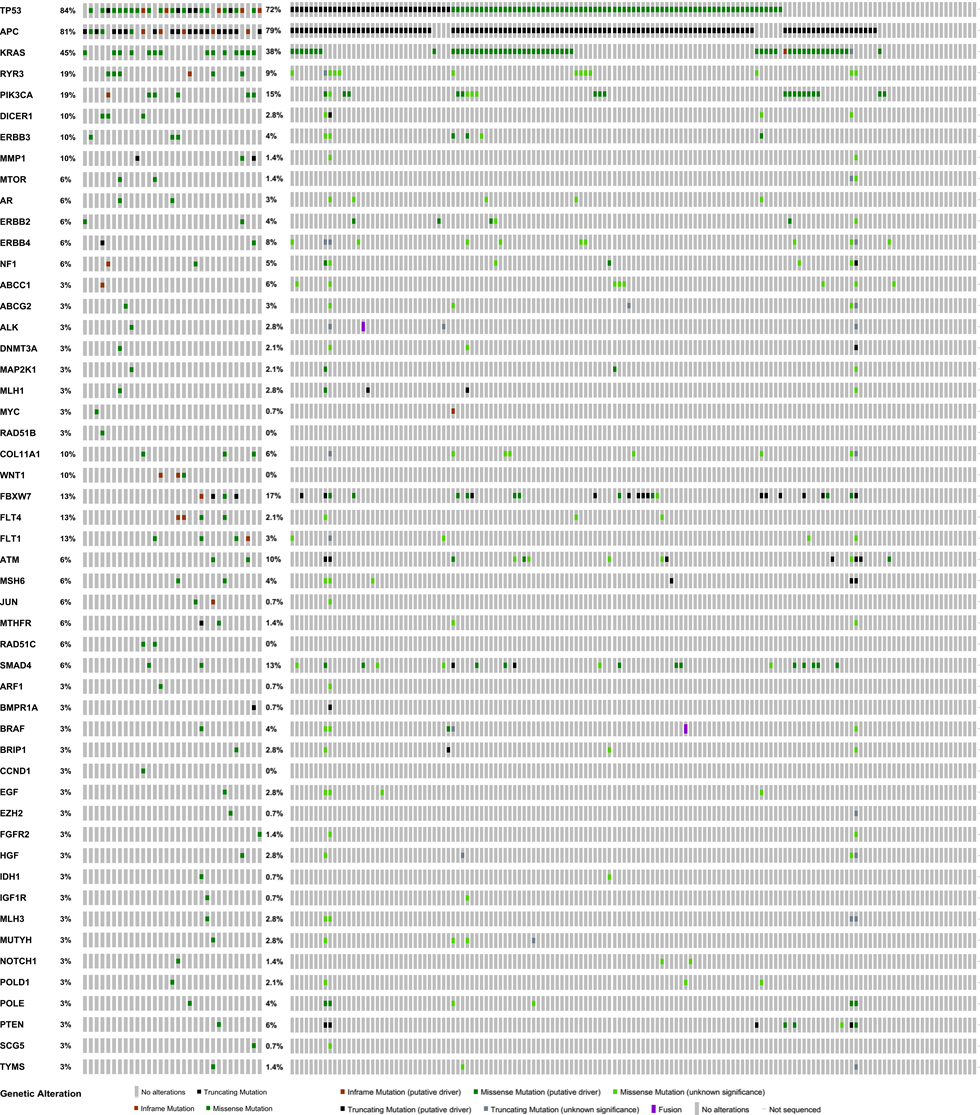 TP53 84% 72%
APC 81% 79%
KRAS 45% 38%
RYR3 19% 9%
PIK3CA 19% 15%
DICER1 10% 2.8%
ERBB3 10% 4%
MMP1 10% 1.4%
MTOR 6% 1.4%
AR 6% 3%
ERBB2 6% 4%
ERBB4 6% 8%
NF1 6% 5%
ABCC1 3% 6%
ABCG2 3% 3%
ALK 3% 2.8%
DNMT3A 3% 2.1%
MAP2K1 3% 2.1%
MLH1 3% 2.8%
MYC 3% 0.7%
RAD51B 3% 0%
COL11A1 10% 6%
WNT1 10% 0%
FBXW7 13% 17%
FLT4 13% 2.1%
FLT1 13% 3%
ATM 6% 10%
MSH6 6% 4%
JUN 6% 0.7%
MTHFR 6% 1.4%
RAD51C 6% 0%
SMAD4 6% 13%
ARF1 3% 0.7%
BMPR1A 3% 0.7%
BRAF 3% 4%
BRIP1 3% 2.8%
CCND1 3% 0%
EGF 3% 2.8%
EZH2 3% 0.7%
FGFR2 3% 1.4%
HGF 3% 2.8%
IDH1 3% 0.7%
IGF1R 3% 0.7%
MLH3 3% 2.8%
MUTYH 3% 2.8%
NOTCH1 3% 1.4%
POLD1 3% 2.1%
POLE 3% 4%
PTEN 3% 6%
SCG5 3% 0.7%
TYMS 3% 1.4%
Genetic Alteration No alterations Truncating Mutation Inframe Mutation (putative driver) Missense Mutation (putative driver) Missense Mutation (unknown significance)
Inframe Mutation Missense Mutation Truncating Mutation (putative driver) Truncating Mutation (unknown significance) Fusion No alterations Not sequenced